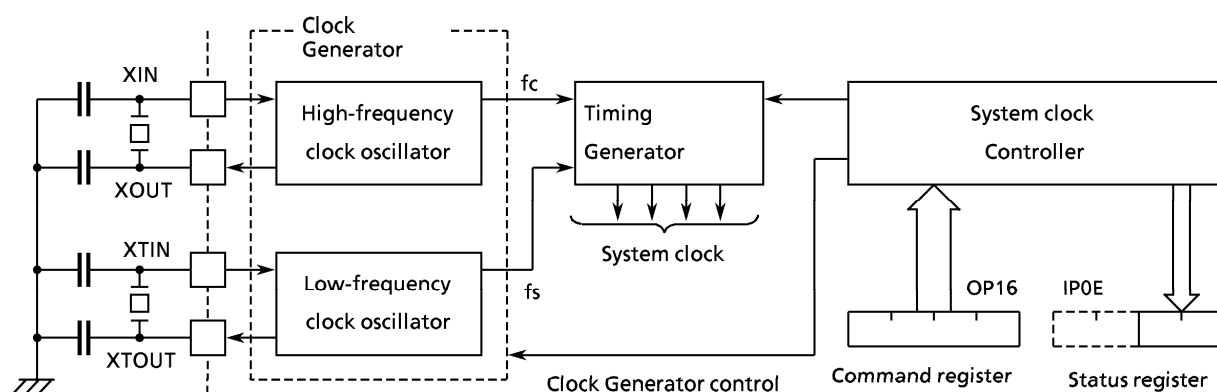 Clock
Generator
XIN
fc
High-frequency
clock oscillator
Timing
Generator
System clock
Controller
XOUT
System clock
XTIN
Low-frequency
clock oscillator
fs
OP16
IP0E
XTOUT
Clock Generator control
Command register
Status register